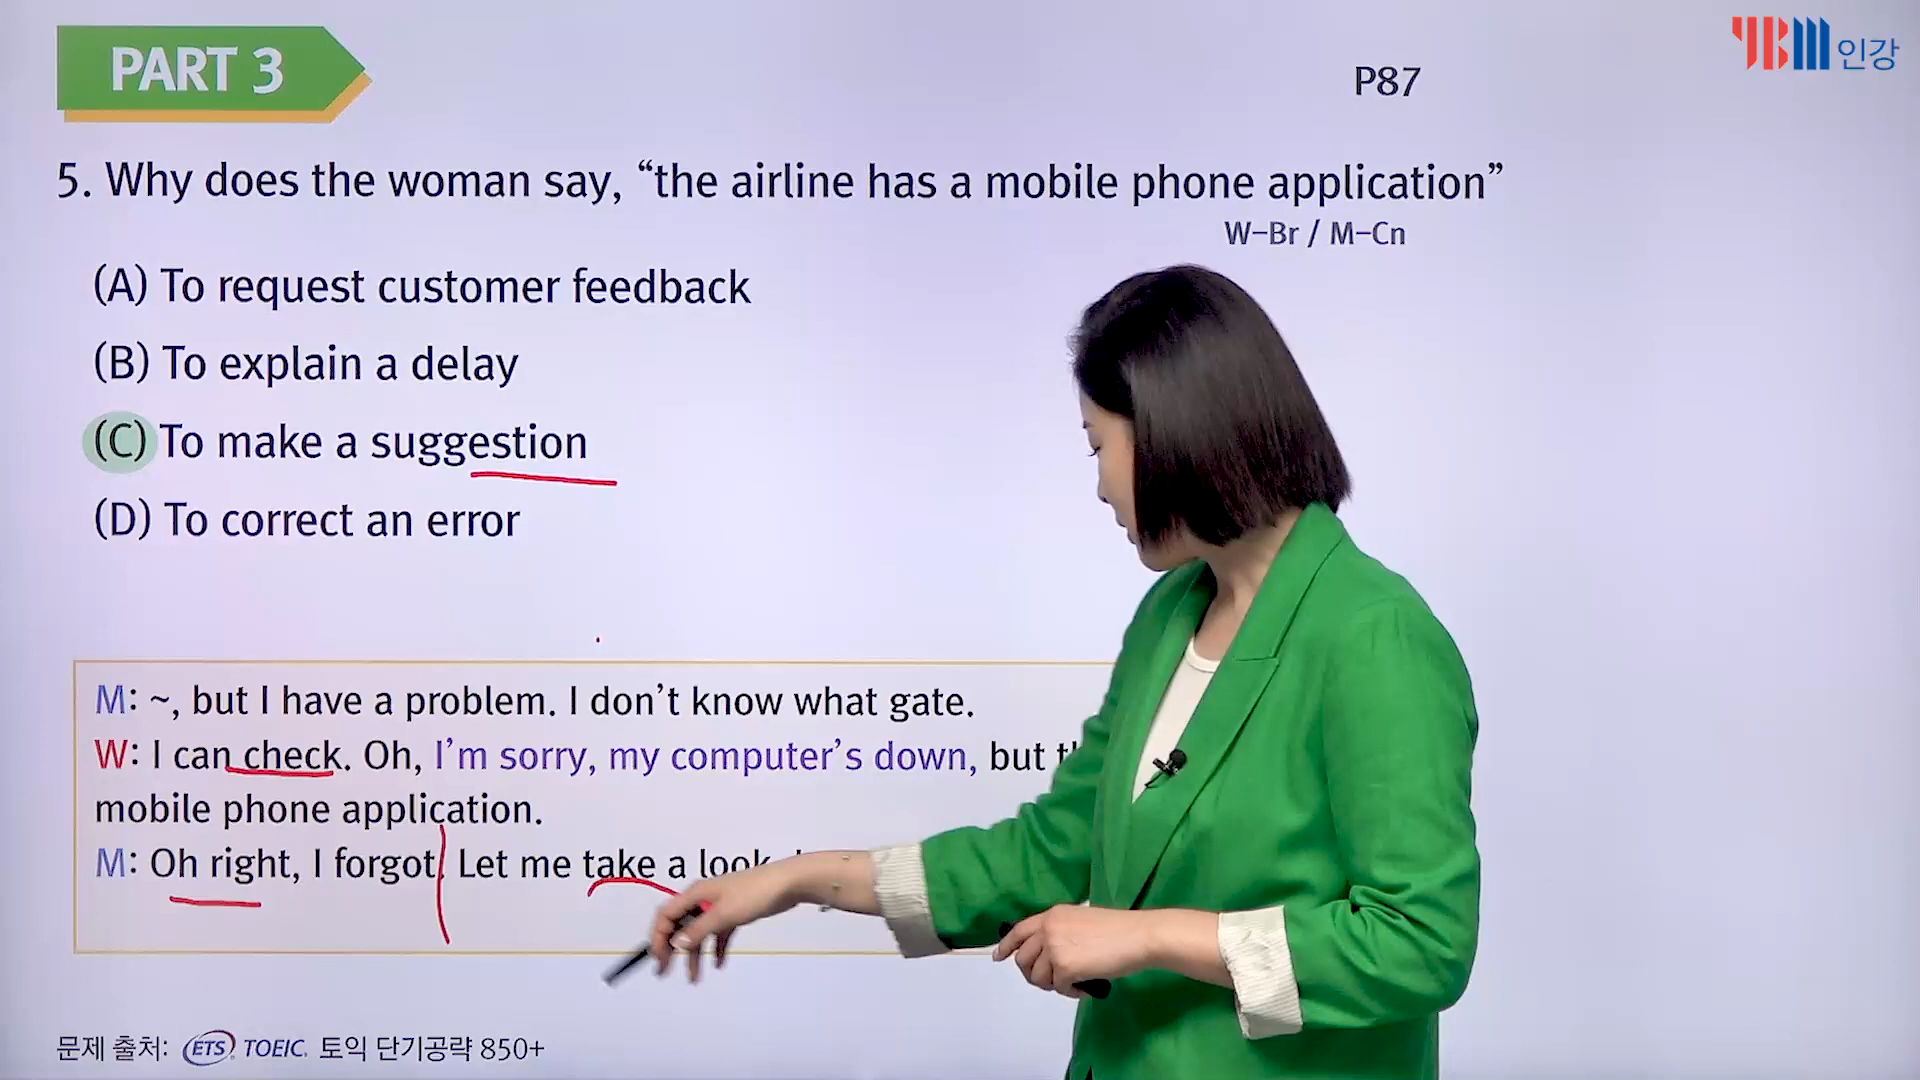 PART 3
P87
YBM인강
5. Why does the woman say, “the airline has a mobile phone application”
W-Br / M-Cn
(A) To request customer feedback
(B) To explain a delay
(C) To make a suggestion
(D) To correct an error
M: ~, but I have a problem. I don’t know what gate.
W: I can check. Oh, I’m sorry, my computer’s down, but
mobile phone application.
M: Oh right, I forgot. Let me take a look
문제 출처: ETS TOEIC. 토익 단기공략 850+